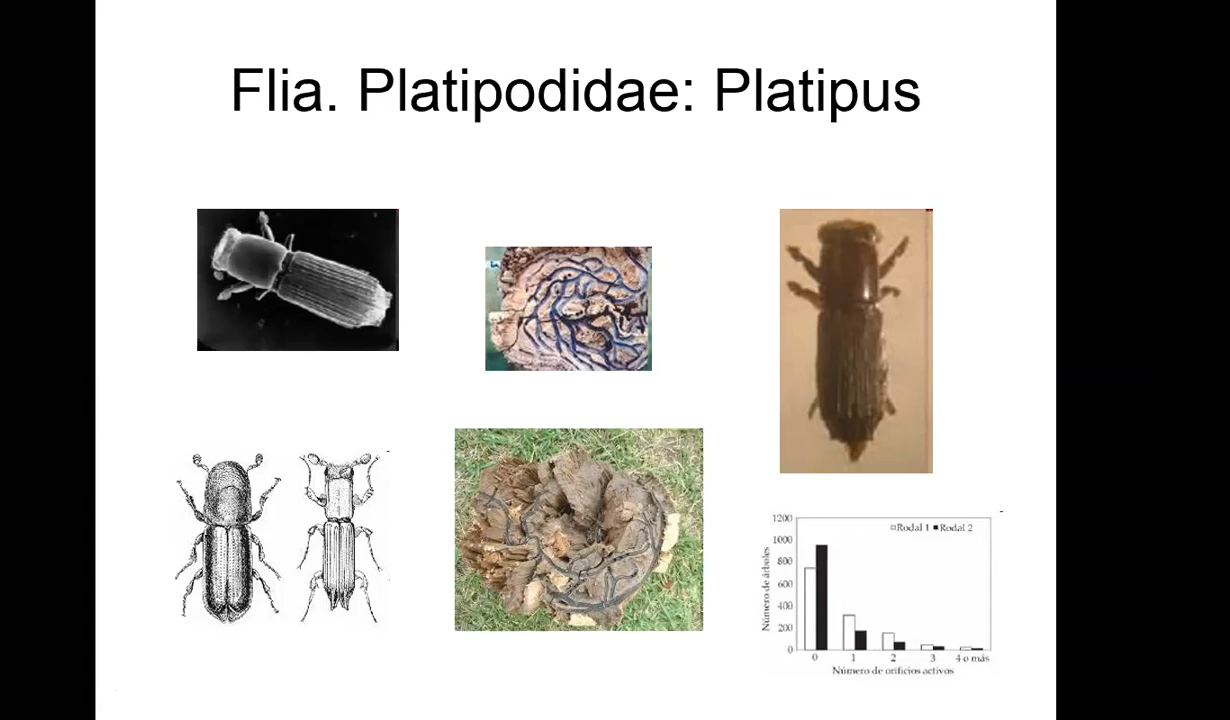 Flia. Platipodidae: Platipus
Rodal 1 Rodal 2
Número de árboles
1200
1000
800
600
400
200
0
0 1 2 3 4 o más
Número de orificios activos